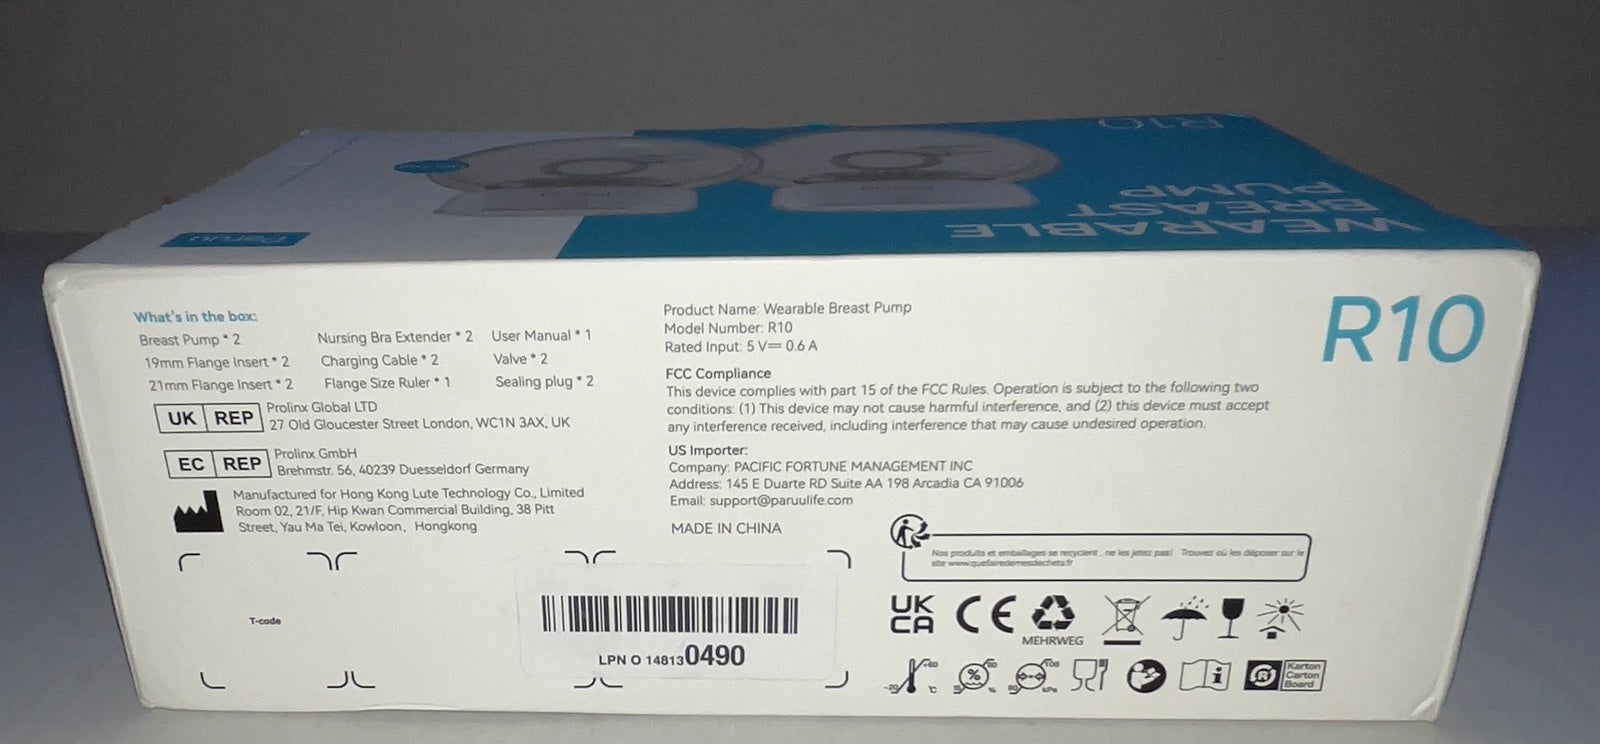 R10
WEARABLE
BREAST
PUMP
Paruu
What's in the box:
Breast Pump * 2
19mm Flange Insert * 2
21mm Flange Insert * 2
Nursing Bra Extender * 2
Charging Cable * 2
Flange Size Ruler * 1
User Manual * 1
Valve * 2
Sealing plug * 2
UK REP
Prolinx Global LTD
27 Old Gloucester Street London, WC1N 3AX, UK
EC REP
Prolinx GmbH
Brehmstr. 56, 40239 Duesseldorf Germany
Manufactured for Hong Kong Lute Technology Co., Limited
Room 02, 21/F, Hip Kwan Commercial Building, 38 Pitt
Street, Yau Ma Tei, Kowloon, Hongkong
T-code
LPN O 148130490
Product Name: Wearable Breast Pump
Model Number: R10
Rated Input: 5 V⎓ 0.6 A
FCC Compliance
This device complies with part 15 of the FCC Rules. Operation is subject to the following two
conditions: (1) This device may not cause harmful interference, and (2) this device must accept
any interference received, including interference that may cause undesired operation.
US Importer:
Company: PACIFIC FORTUNE MANAGEMENT INC
Address: 145 E Duarte RD Suite AA 198 Arcadia CA 91006
Email: support@paruulife.com
MADE IN CHINA
R10
Nos produits et emballages se recyclent , ne les jetez pas! Trouvez où les déposer sur le
site www.quefairedemesdechets.fr
UK
CA
CE
MEHRWEG
-20
+60
°C
%
90
%
106
kPa
Karton
Carton
Board